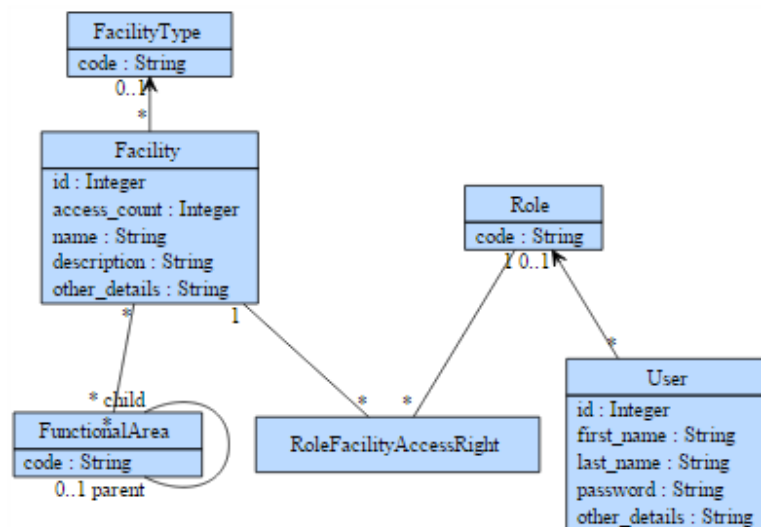 FacilityType
code : String
0..1
*
Facility
id : Integer
access_count : Integer
name : String
description : String
other_details : String
*
1
Role
code : String
1 0..1
*
User
id : Integer
first_name : String
last_name : String
password : String
other_details : String
* child
*
FunctionalArea
code : String
0..1 parent
*
*
RoleFacilityAccessRight